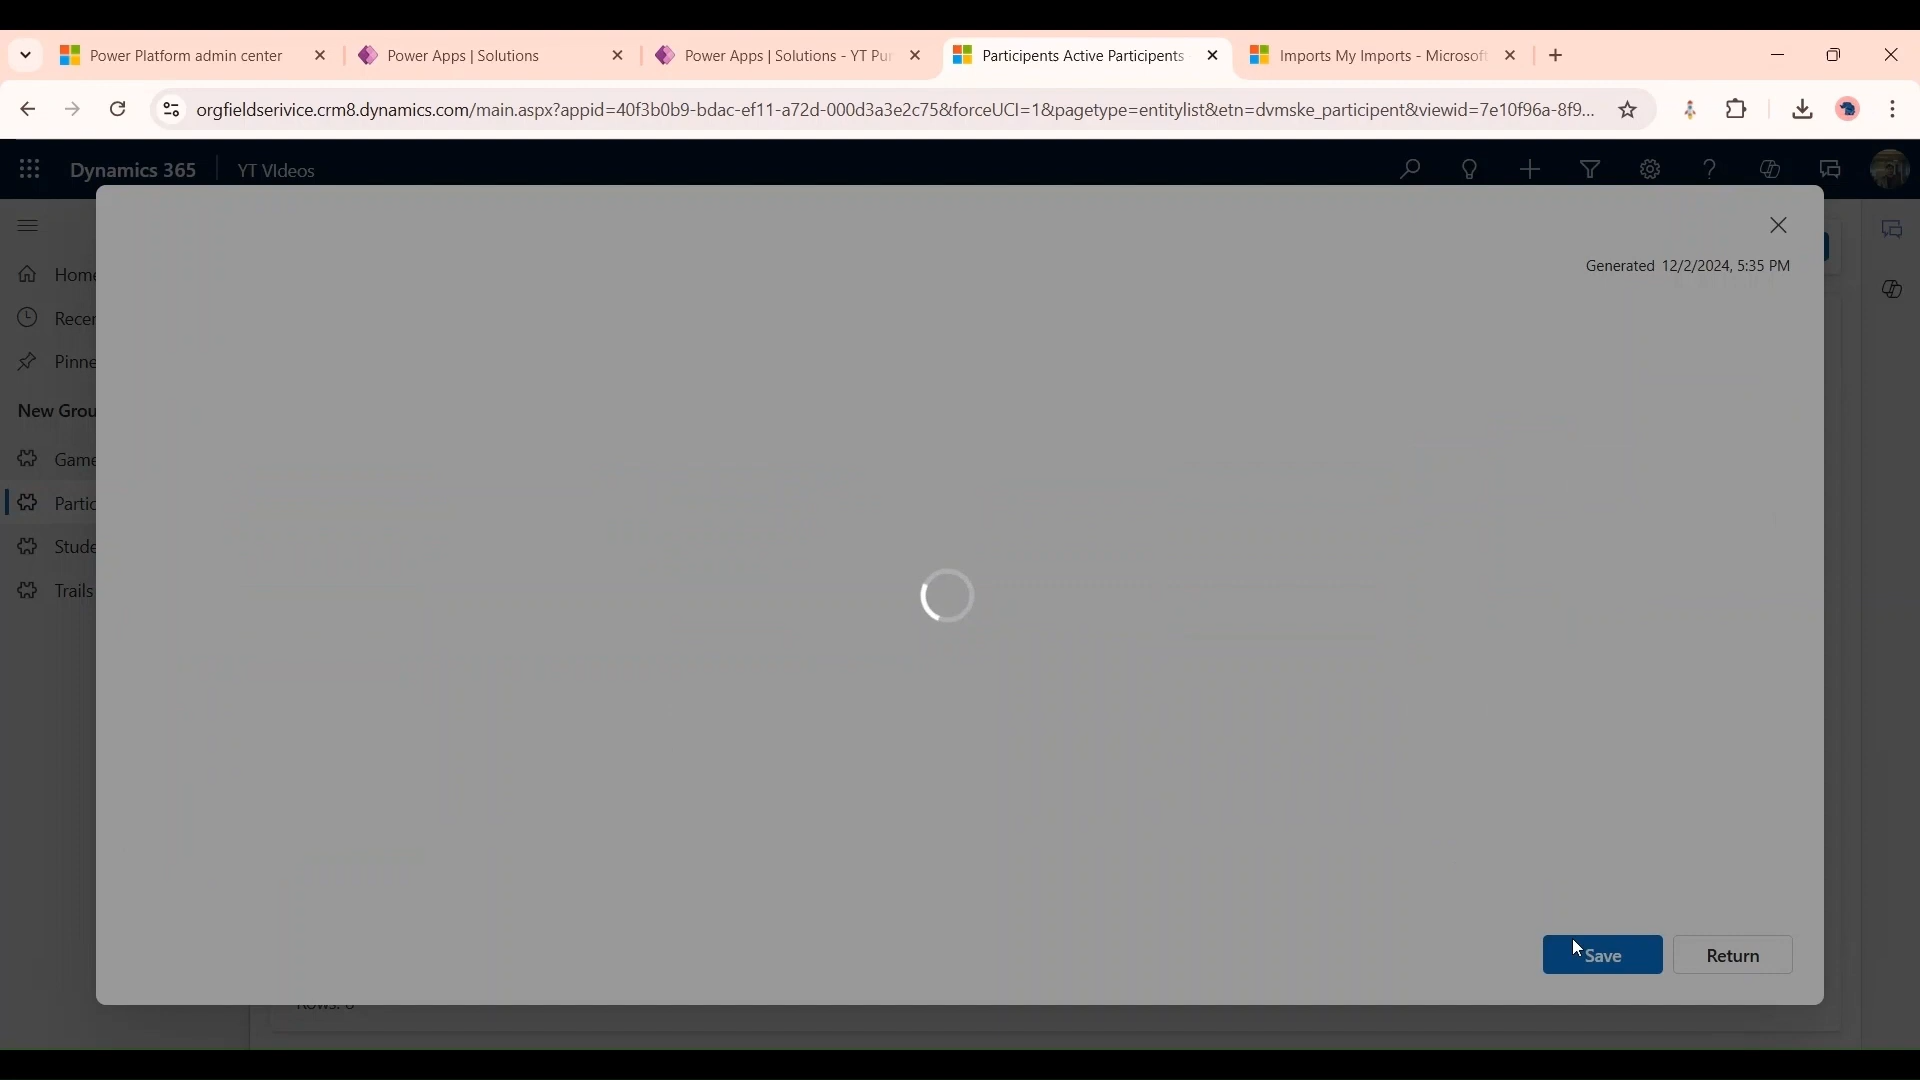 Power Platform admin center
Power Apps | Solutions
Power Apps | Solutions - YT Pur
Participents Active Participents
Imports My Imports - Microsoft
orgfieldserivice.crm8.dynamics.com/main.aspx?appid=40f3b0b9-bdac-ef11-a72d-000d3a3e2c75&forceUCI=1&pagetype=entitylist&etn=dvmske_participent&viewid=7e10f96a-8f9...
Dynamics 365
YT VIdeos
Generated 12/2/2024, 5:35 PM
Home
Recen
Pinne
New Grou
Game
Partic
Stude
Trails
Save
Return